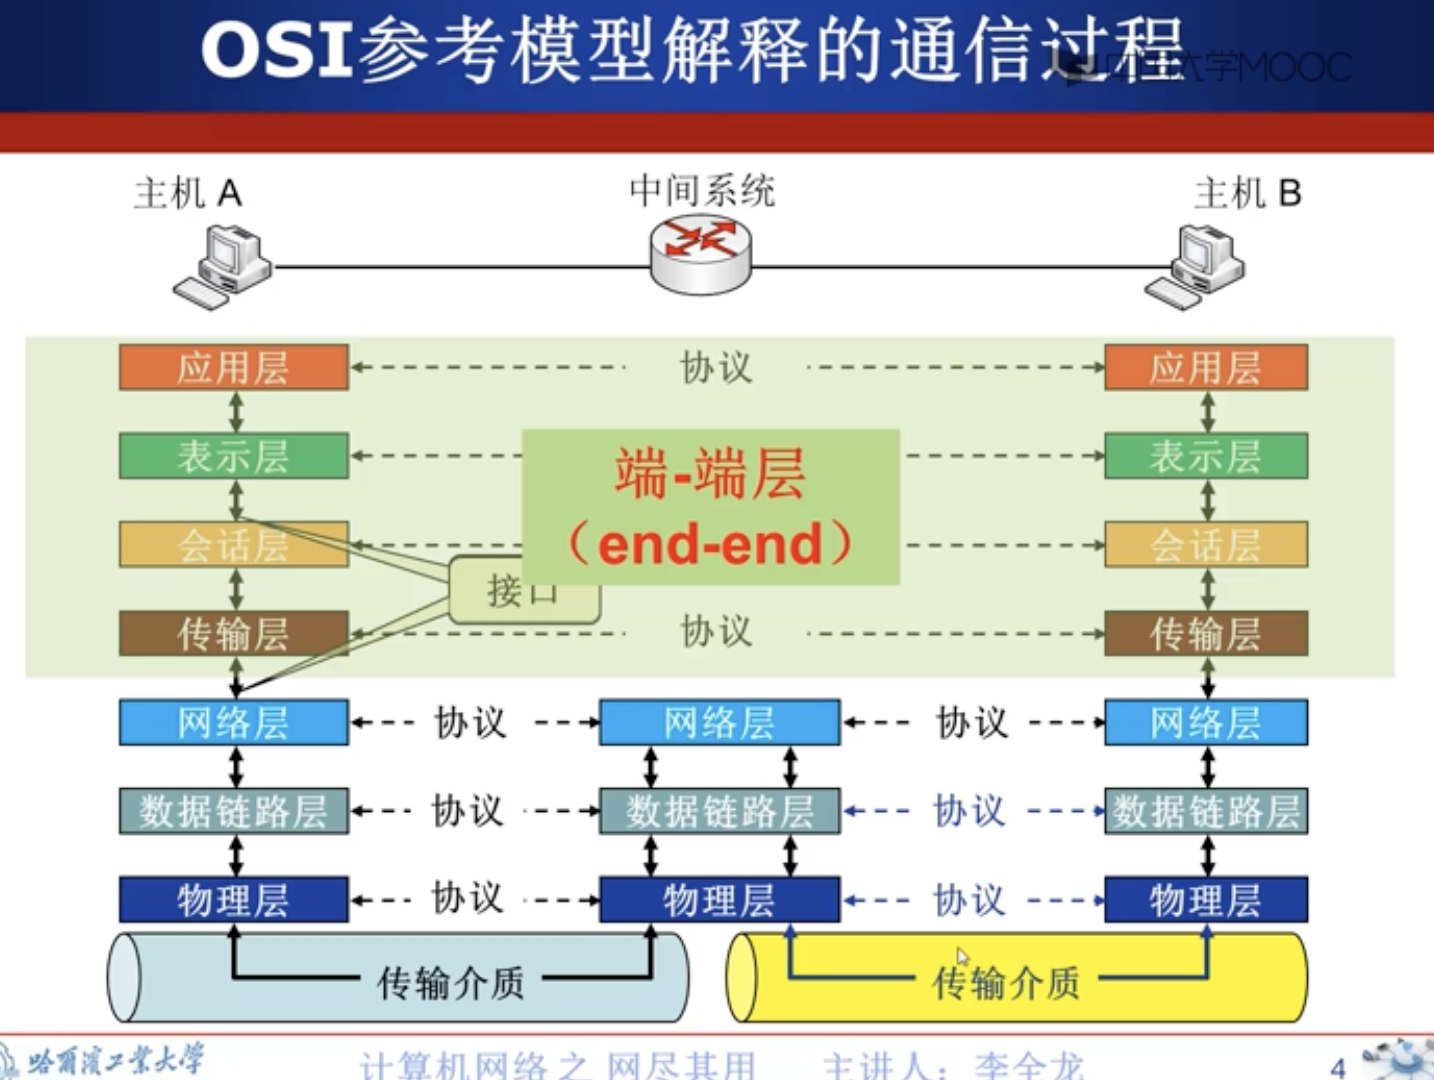 OSI参考模型解释的通信过程
中国大学MOOC
主机 A
中间系统
主机 B
应用层
协议
应用层
表示层
端-端层
表示层
会话层
（end-end）
会话层
接口
传输层
协议
传输层
网络层
协议
网络层
协议
网络层
数据链路层
协议
数据链路层
协议
数据链路层
物理层
协议
物理层
协议
物理层
传输介质
传输介质
哈爾濱工業大學
计算机网络之 网尽其用
主讲人：李全龙
4